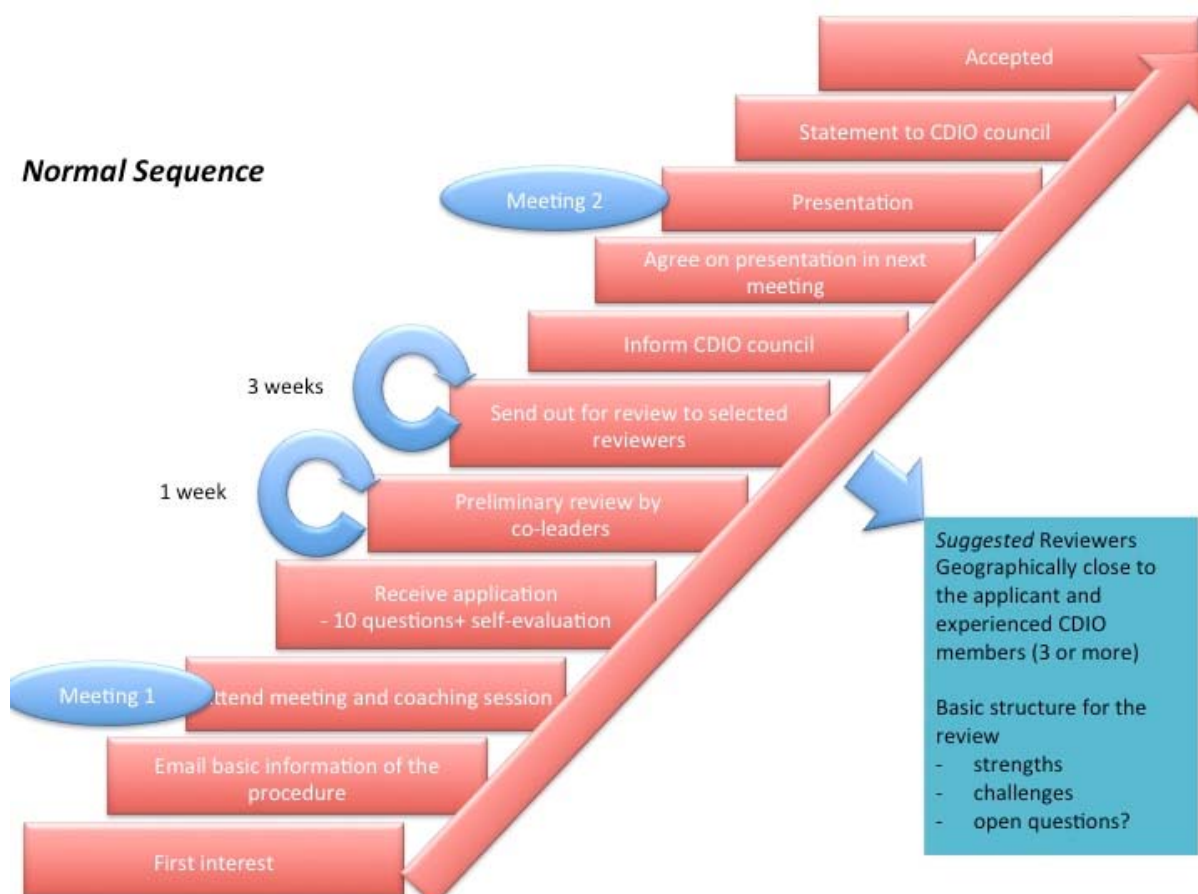 Accepted
Statement to CDIO council
Normal Sequence
Meeting 2
Presentation
Agree on presentation in next
meeting
Inform CDIO council
3 weeks
Send out for review to selected
reviewers
1 week
Preliminary review by
co-leaders
Receive application
- 10 questions+ self-evaluation
Meeting 1
ttend meeting and coaching session
Email basic information of the
procedure
First interest
Suggested Reviewers
Geographically close to
the applicant and
experienced CDIO
members (3 or more)
Basic structure for the
review
- strengths
- challenges
- open questions?